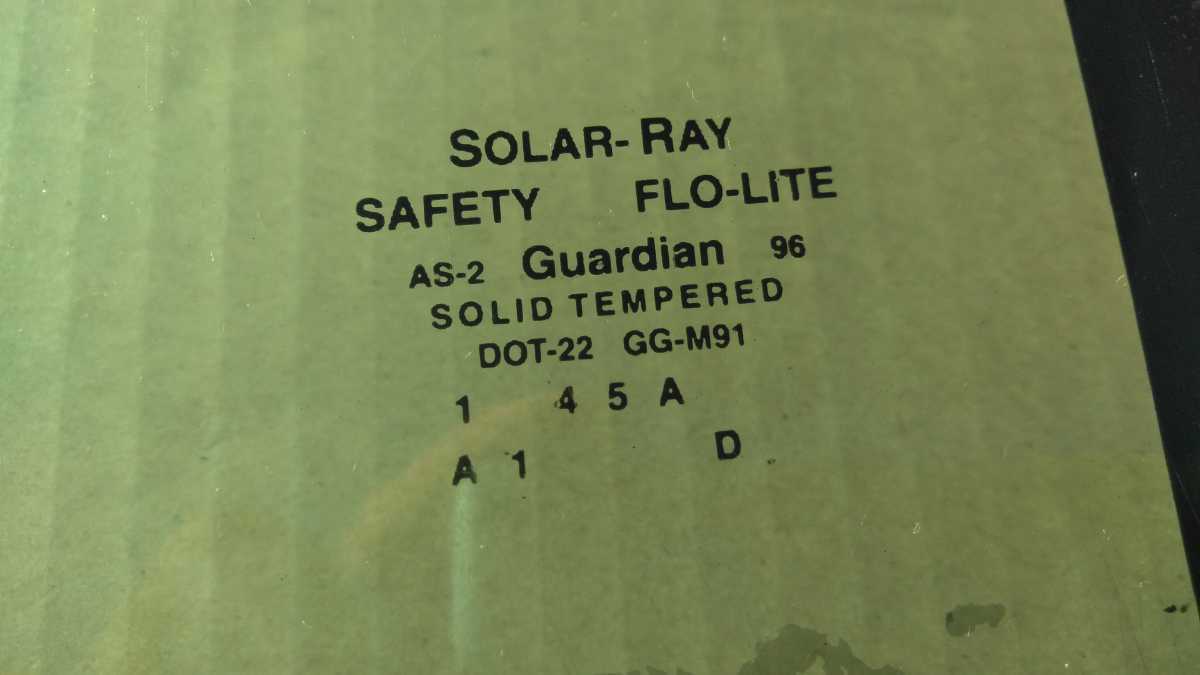 SOLAR-RAY
SAFETY FLO-LITE
AS-2 Guardian 96
SOLID TEMPERED
DOT-22 GG-M91
1 4 5 A
A 1 D